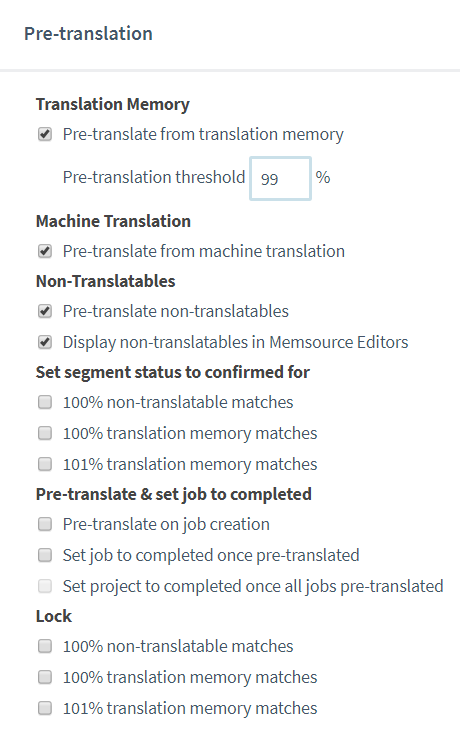 Pre-translation
Translation Memory
Pre-translate from translation memory
Pre-translation threshold 99 %
Machine Translation
Pre-translate from machine translation
Non-Translatables
Pre-translate non-translatables
Display non-translatables in Memsource Editors
Set segment status to confirmed for
100% non-translatable matches
100% translation memory matches
101% translation memory matches
Pre-translate & set job to completed
Pre-translate on job creation
Set job to completed once pre-translated
Set project to completed once all jobs pre-translated
Lock
100% non-translatable matches
100% translation memory matches
101% translation memory matches